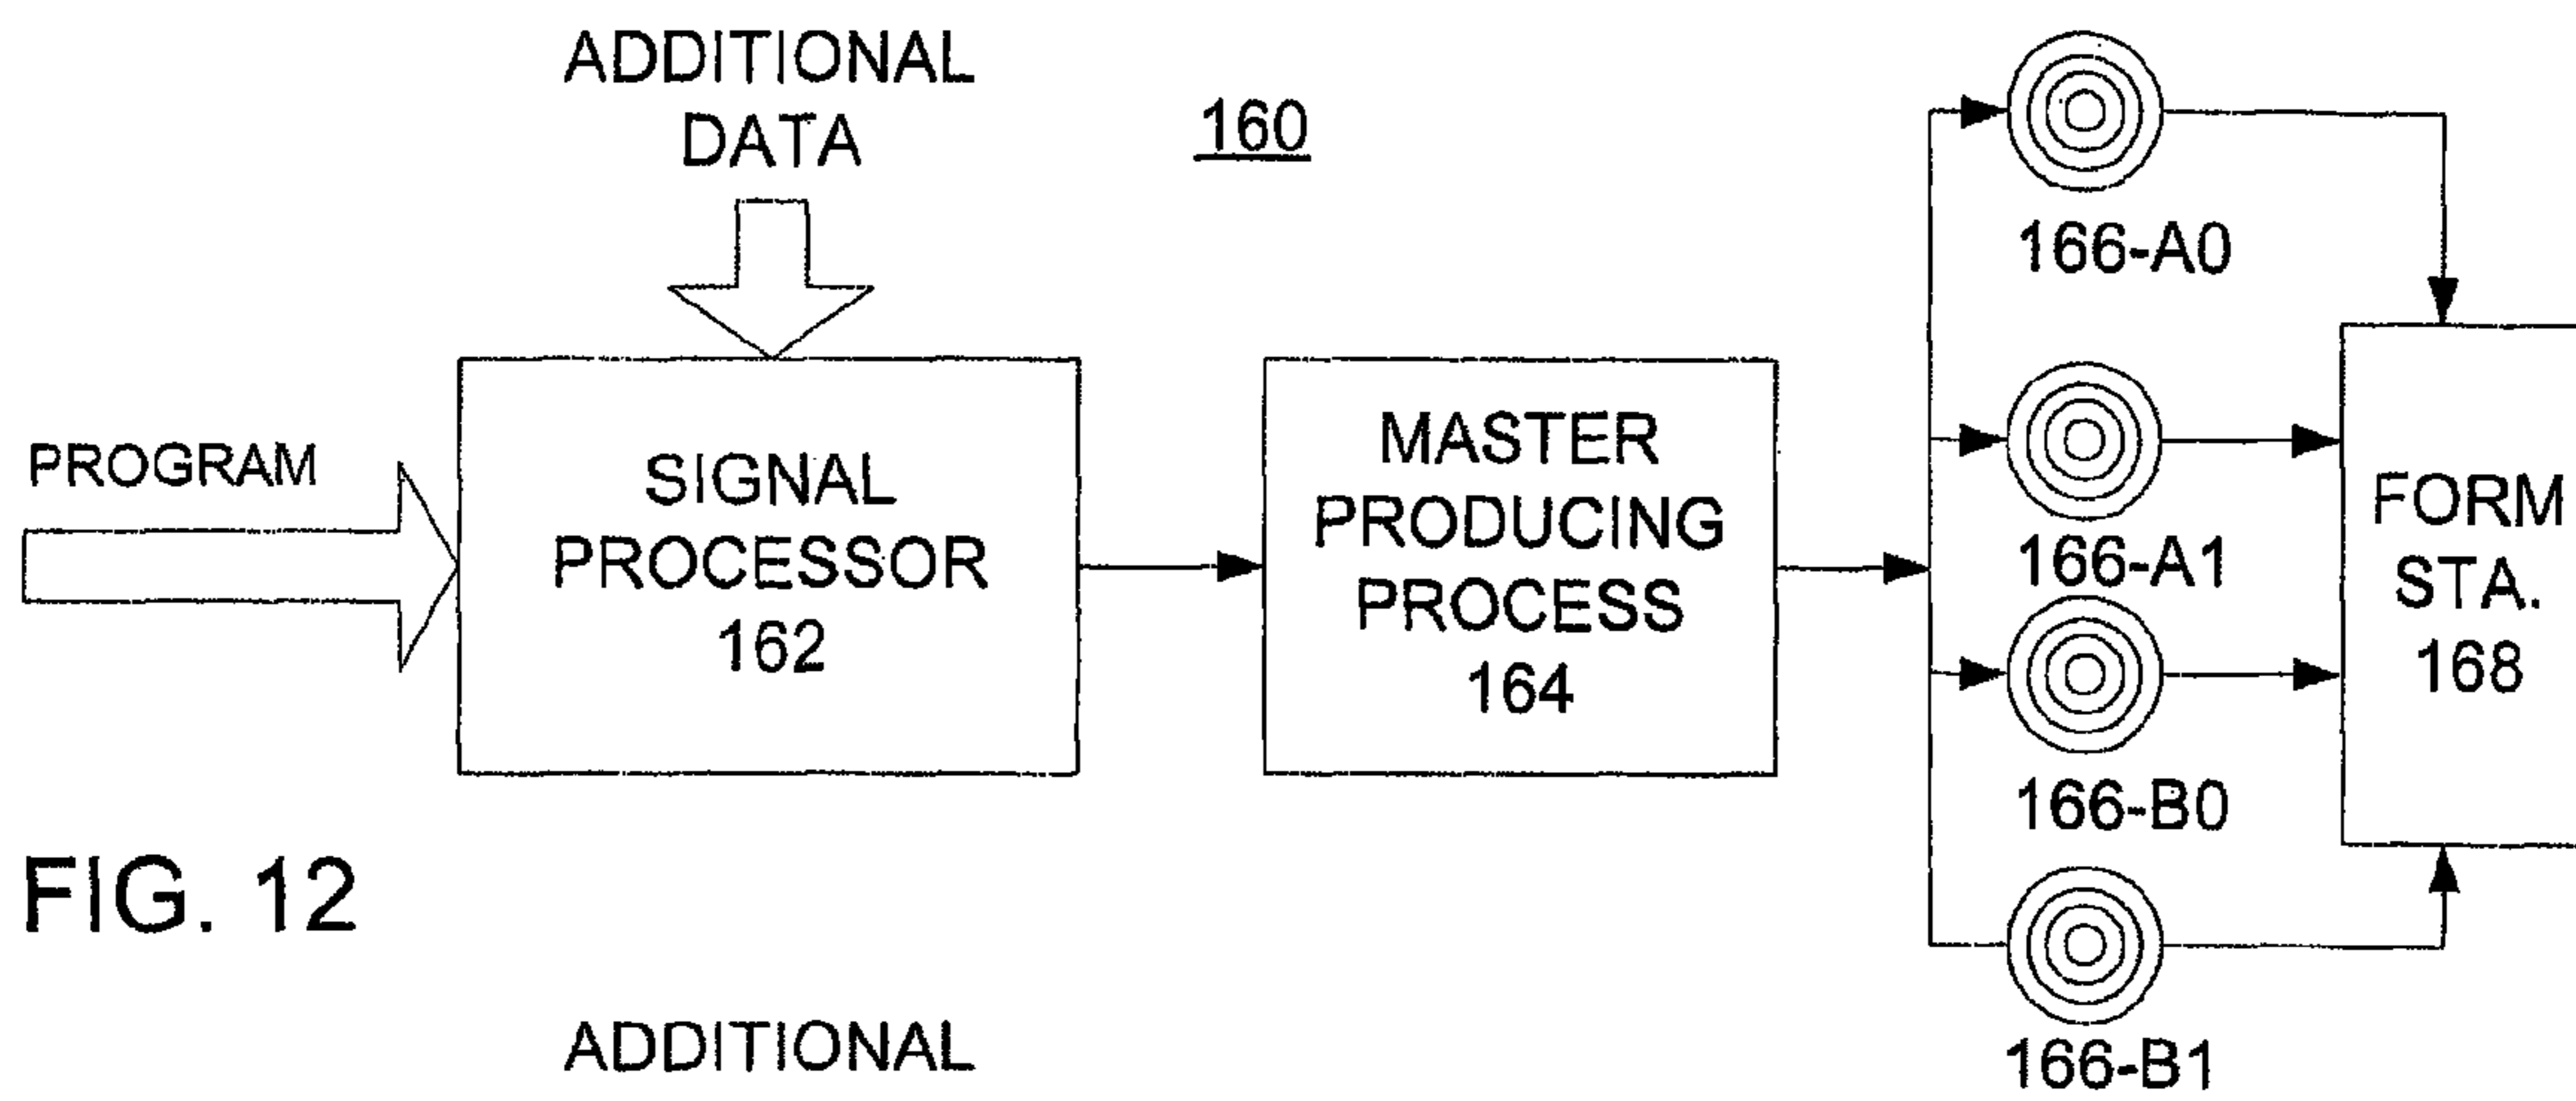 ADDITIONAL
DATA
160
PROGRAM
SIGNAL
PROCESSOR
162
MASTER
PRODUCING
PROCESS
164
166-A0
166-A1
166-B0
166-B1
FORM
STA.
168
FIG. 12
ADDITIONAL